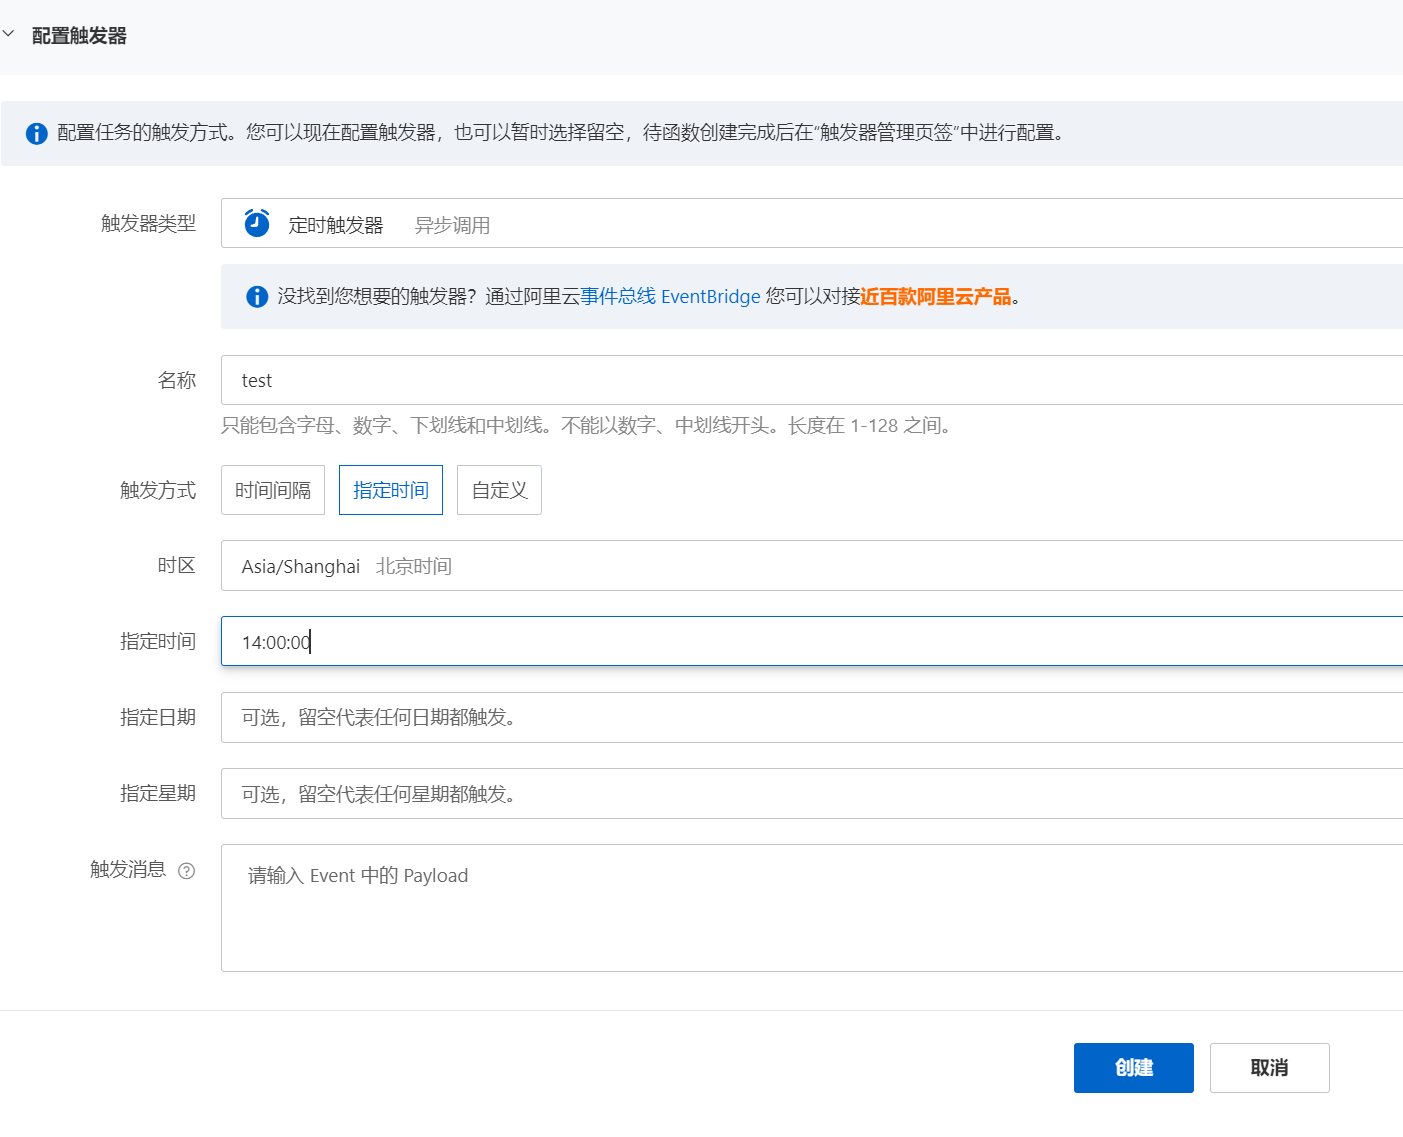 配置触发器
配置任务的触发方式。您可以现在配置触发器，也可以暂时选择留空，待函数创建完成后在“触发器管理页签”中进行配置。
触发器类型 定时触发器 异步调用
没找到您想要的触发器？通过阿里云事件总线 EventBridge 您可以对接近百款阿里云产品。
名称 test
只能包含字母、数字、下划线和中划线。不能以数字、中划线开头。长度在 1-128 之间。
触发方式 时间间隔 指定时间 自定义
时区 Asia/Shanghai 北京时间
指定时间 14:00:00
指定日期 可选，留空代表任何日期都触发。
指定星期 可选，留空代表任何星期都触发。
触发消息 ? 请输入 Event 中的 Payload
创建 取消